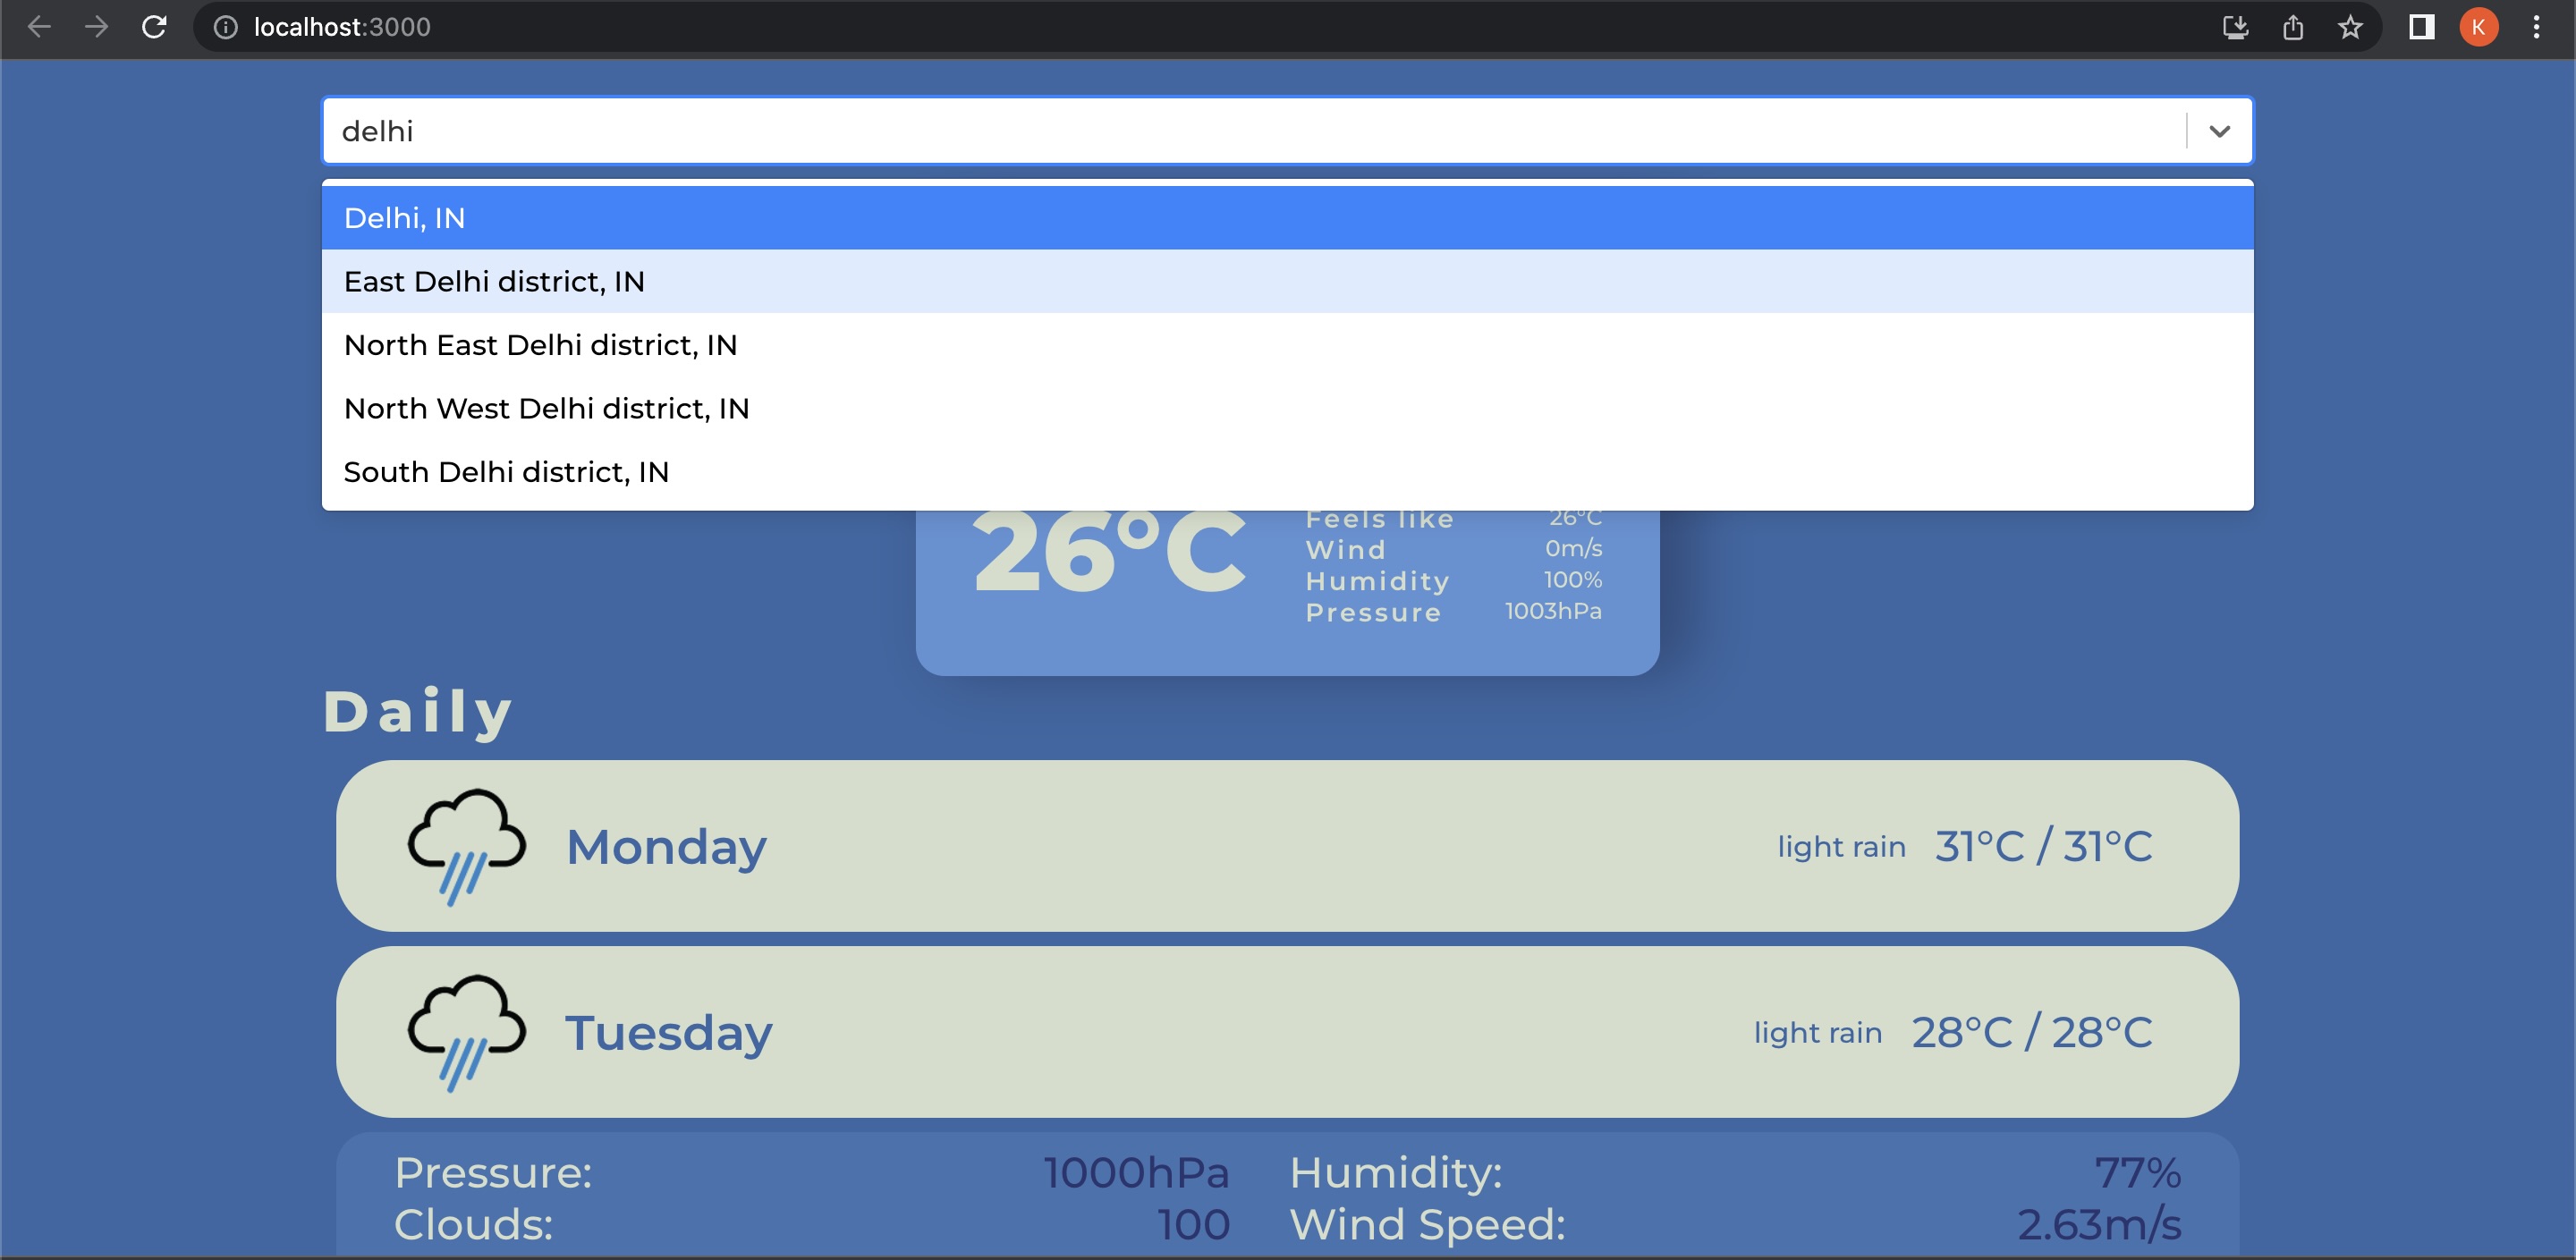 localhost:3000
K
delhi
Delhi, IN
East Delhi district, IN
North East Delhi district, IN
North West Delhi district, IN
South Delhi district, IN
26°C
Feels like 26°C
Wind 0m/s
Humidity 100%
Pressure 1003hPa
Daily
Monday light rain 31°C / 31°C
Tuesday light rain 28°C / 28°C
Pressure: 1000hPa Humidity: 77%
Clouds: 100 Wind Speed: 2.63m/s